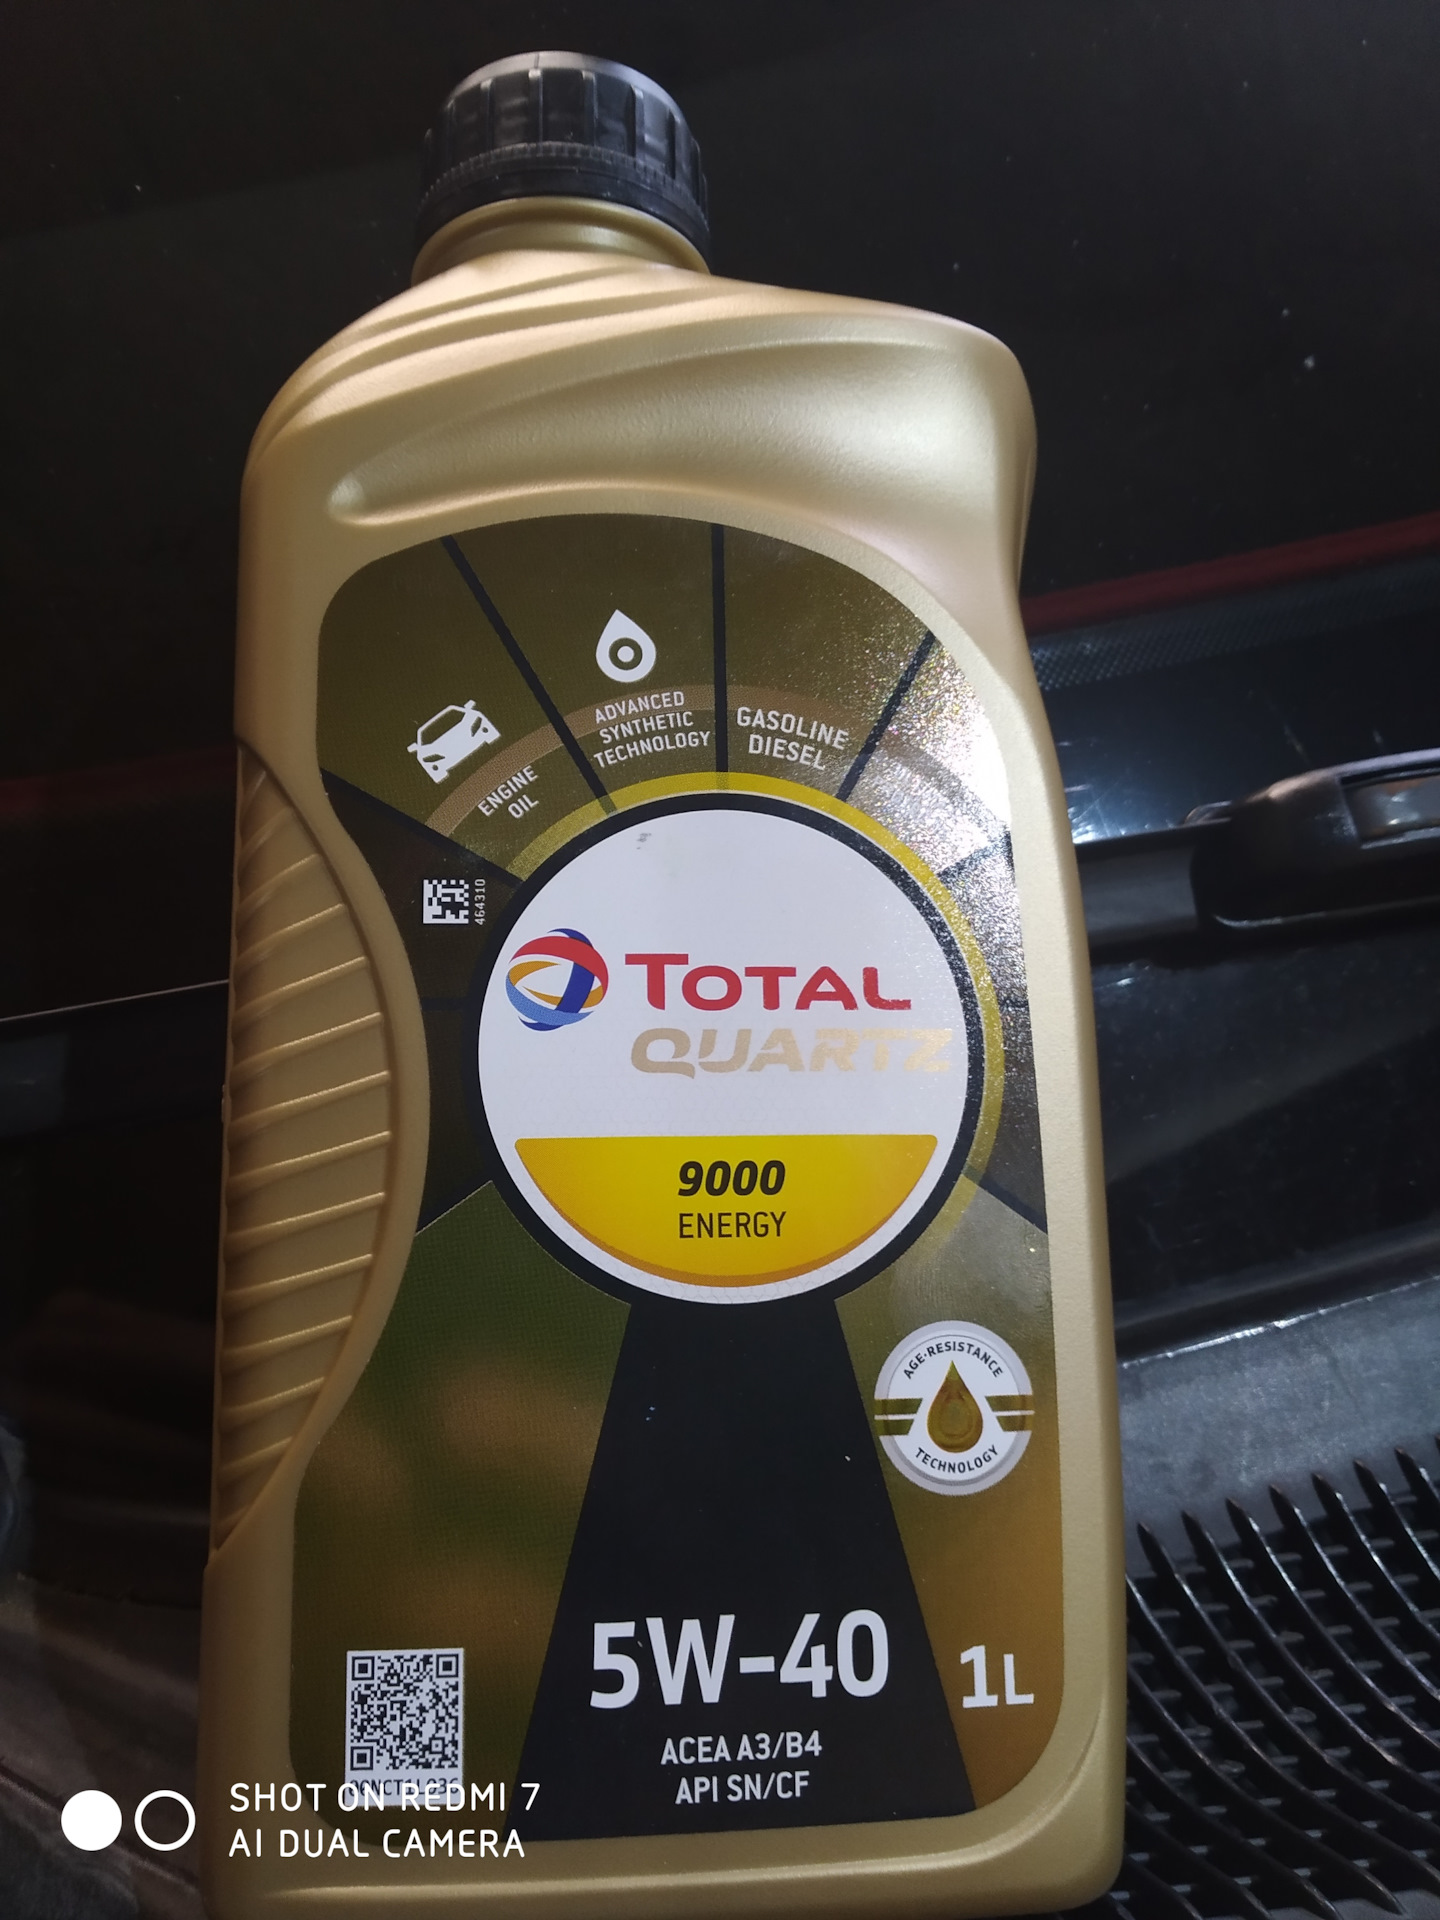 ENGINE
OIL
ADVANCED
SYNTHETIC
TECHNOLOGY
GASOLINE
DIESEL
464310
TOTAL
QUARTZ
9000
ENERGY
AGE-RESISTANCE
TECHNOLOGY
5W-40
1L
ACEA A3/B4
API SN/CF
SHOT ON REDMI 7
AI DUAL CAMERA